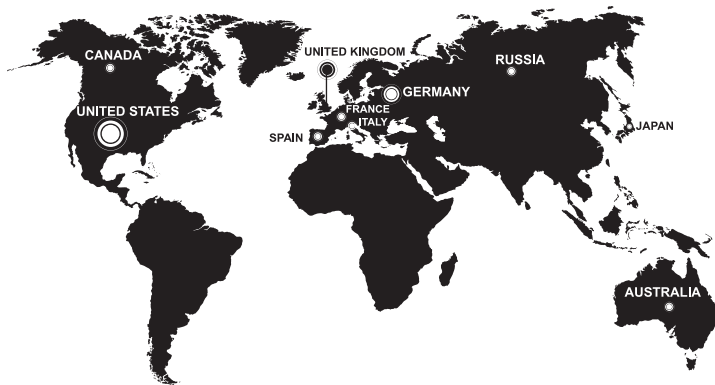 CANADA
UNITED KINGDOM
RUSSIA
GERMANY
UNITED STATES
FRANCE
ITALY
SPAIN
JAPAN
AUSTRALIA